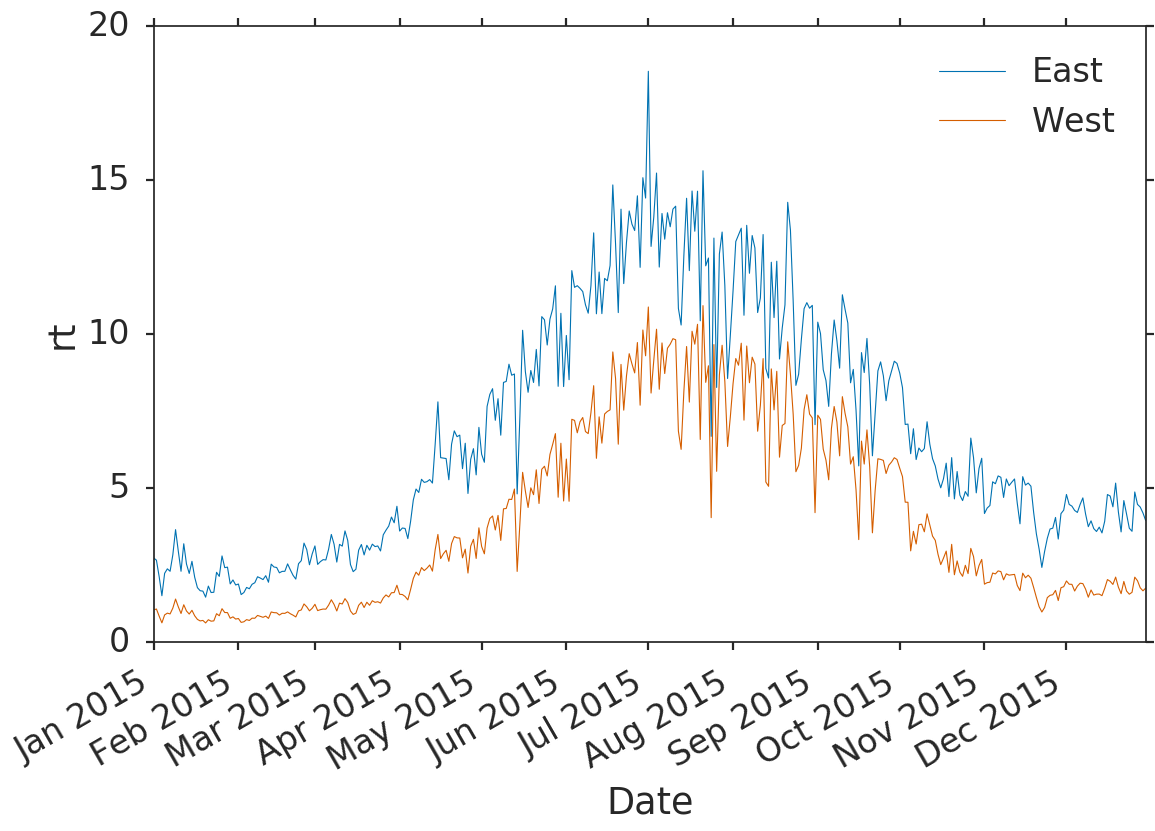 20
15
10
5
0
rt
East
West
Jan 2015
Feb 2015
Mar 2015
Apr 2015
May 2015
Jun 2015
Jul 2015
Aug 2015
Sep 2015
Oct 2015
Nov 2015
Dec 2015
Date